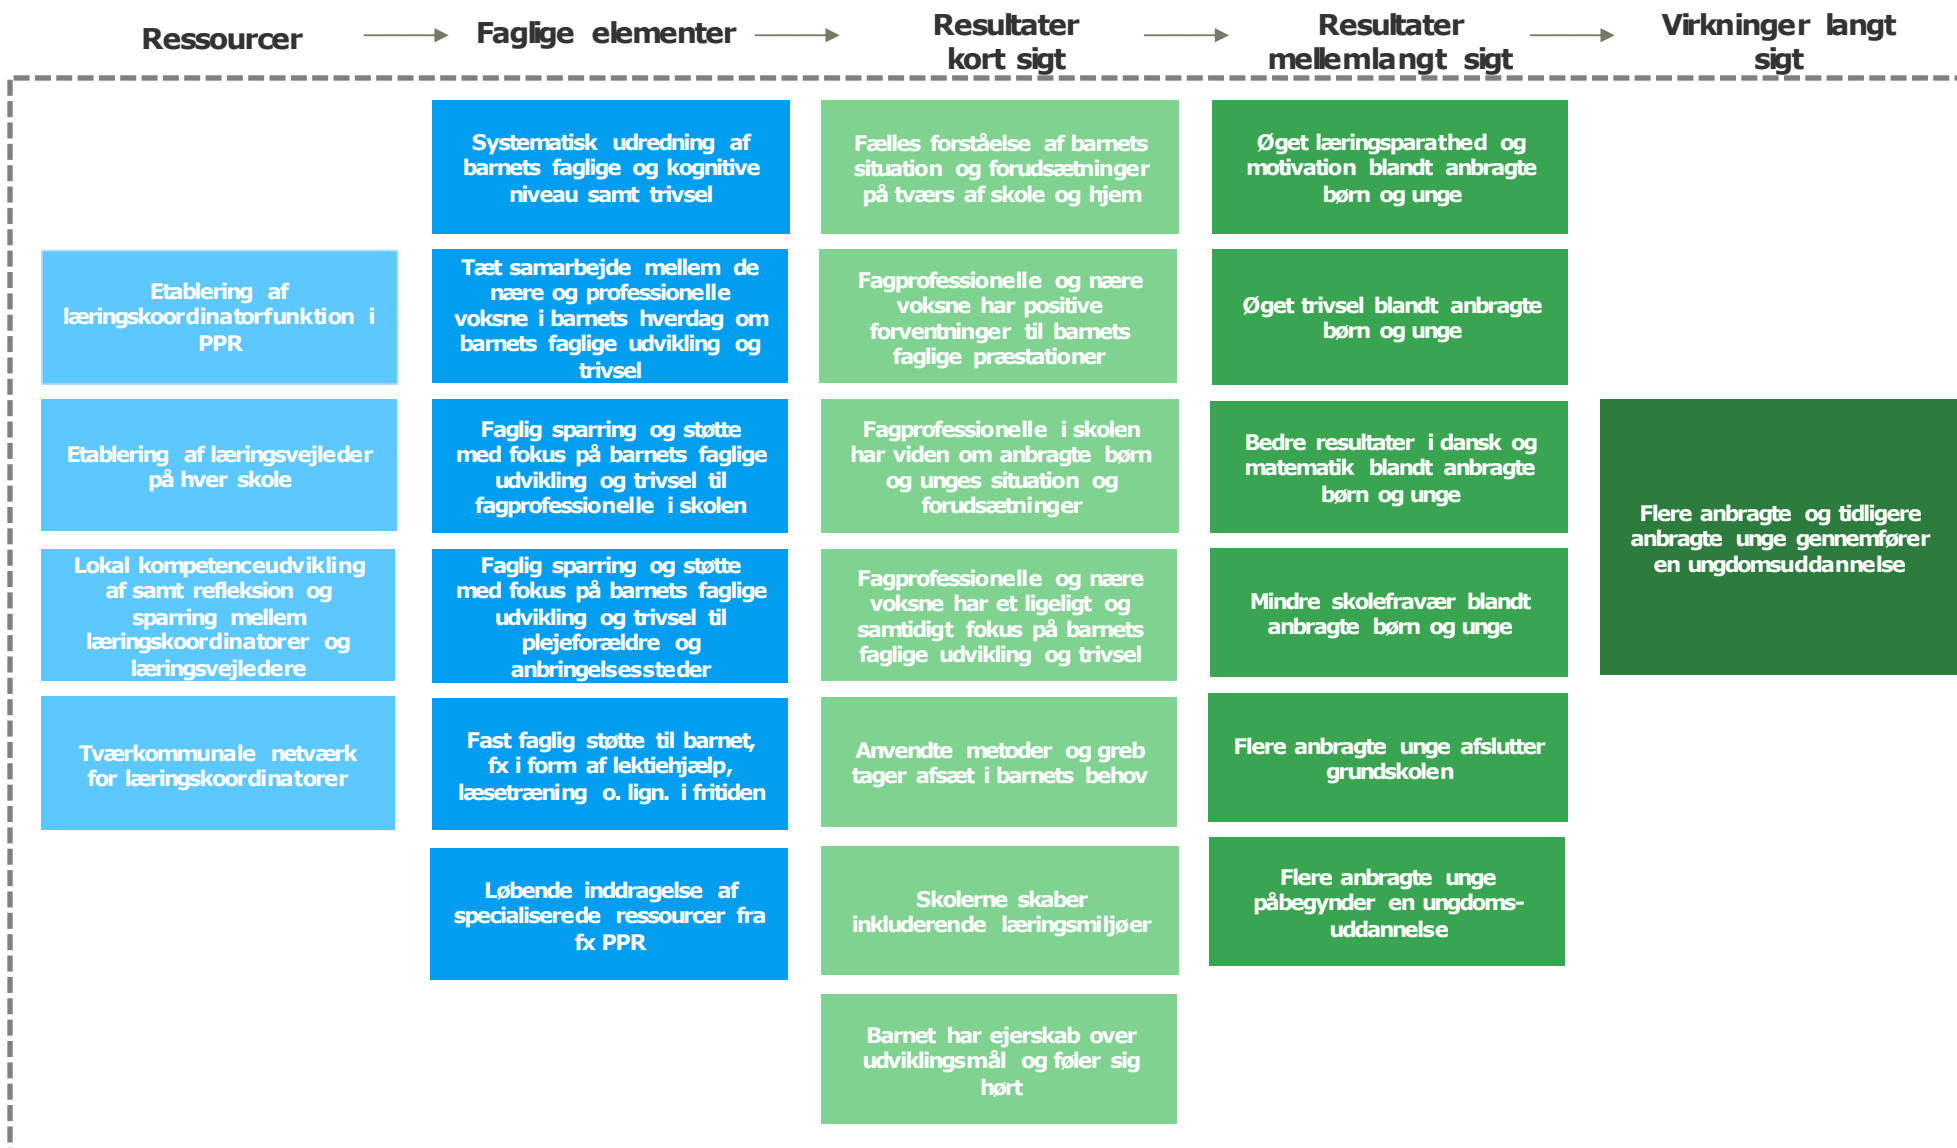 Ressourcer
Faglige elementer
Resultater
kort sigt
Resultater
mellemlangt sigt
Virkninger langt
sigt
Etablering af
læringskoordinatorfunktion i
PPR
Etablering af læringsvejleder
på hver skole
Lokal kompetenceudvikling
af samt refleksion og
sparring mellem
læringskoordinatorer og
læringsvejledere
Tværkommunale netværk
for læringskoordinatorer
Systematisk udredning af
barnets faglige og kognitive
niveau samt trivsel
Tæt samarbejde mellem de
nære og professionelle
voksne i barnets hverdag om
barnets faglige udvikling og
trivsel
Faglig sparring og støtte
med fokus på barnets faglige
udvikling og trivsel til
fagprofessionelle i skolen
Faglig sparring og støtte
med fokus på barnets faglige
udvikling og trivsel til
plejeforældre og
anbringelsessteder
Fast faglig støtte til barnet,
fx i form af lektiehjælp,
læsetræning o. lign. i fritiden
Løbende inddragelse af
specialiserede ressourcer fra
fx PPR
Fælles forståelse af barnets
situation og forudsætninger
på tværs af skole og hjem
Fagprofessionelle og nære
voksne har positive
forventninger til barnets
faglige præstationer
Fagprofessionelle i skolen
har viden om anbragte børn
og unges situation og
forudsætninger
Fagprofessionelle og nære
voksne har et ligeligt og
samtidigt fokus på barnets
faglige udvikling og trivsel
Anvendte metoder og greb
tager afsæt i barnets behov
Skolerne skaber
inkluderende læringsmiljøer
Barnet har ejerskab over
udviklingsmål og føler sig
hørt
Øget læringsparathed og
motivation blandt anbragte
børn og unge
Øget trivsel blandt anbragte
børn og unge
Bedre resultater i dansk og
matematik blandt anbragte
børn og unge
Mindre skolefravær blandt
anbragte børn og unge
Flere anbragte unge afslutter
grundskolen
Flere anbragte unge
påbegynder en ungdoms-
uddannelse
Flere anbragte og tidligere
anbragte unge gennemfører
en ungdomsuddannelse